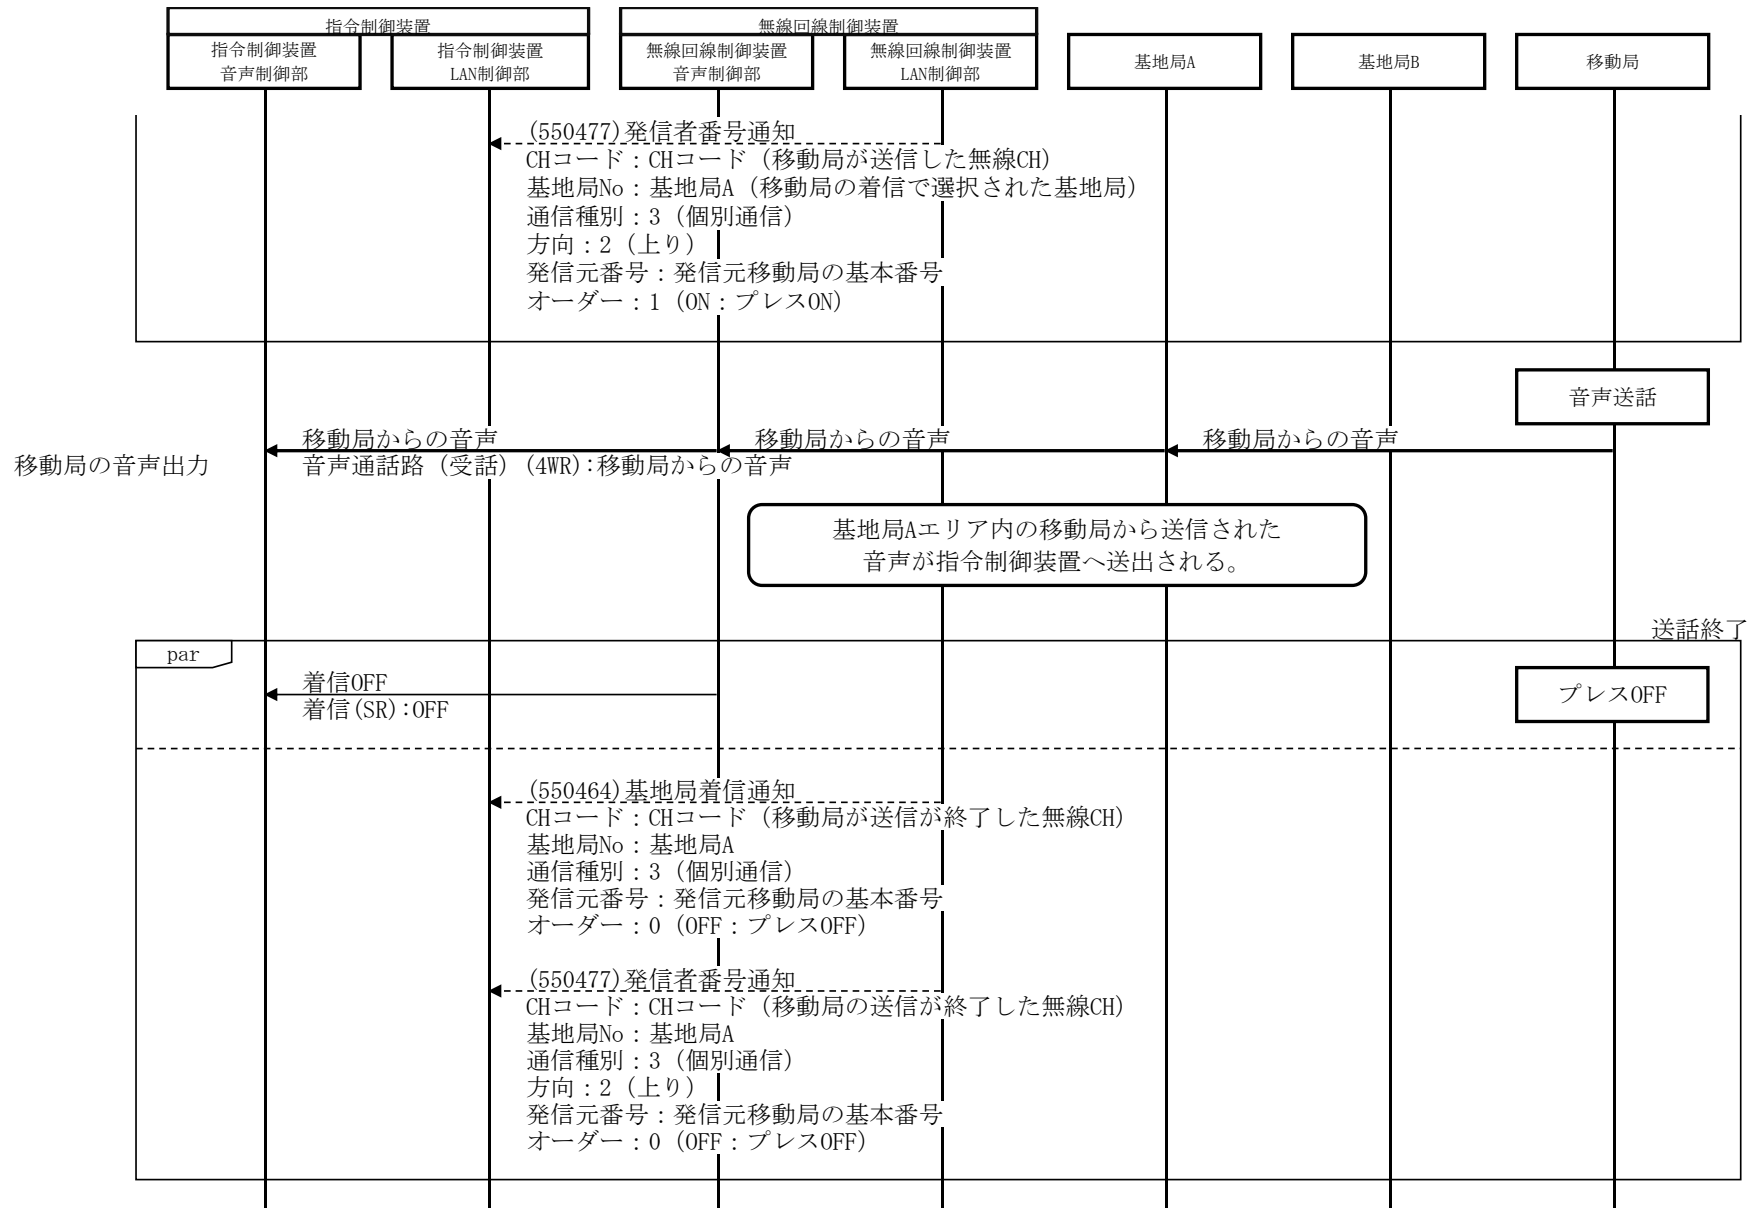 指令制御装置
無線回線制御装置
指令制御装置
音声制御部
指令制御装置
LAN制御部
無線回線制御装置
音声制御部
無線回線制御装置
LAN制御部
基地局A
基地局B
移動局
(550477)発信者番号通知
CHコード：CHコード（移動局が送信した無線CH）
基地局No：基地局A（移動局の着信で選択された基地局）
通信種別：3（個別通信）
方向：2（上り）
発信元番号：発信元移動局の基本番号
オーダー：1（ON：プレスON）
音声送話
移動局からの音声
移動局からの音声
移動局からの音声
移動局の音声出力
音声通話路（受話）(4WR):移動局からの音声
基地局Aエリア内の移動局から送信された
音声が指令制御装置へ送出される。
送話終了
par
着信OFF
着信(SR):OFF
プレスOFF
(550464)基地局着信通知
CHコード：CHコード（移動局が送信が終了した無線CH）
基地局No：基地局A
通信種別：3（個別通信）
発信元番号：発信元移動局の基本番号
オーダー：0（OFF：プレスOFF）
(550477)発信者番号通知
CHコード：CHコード（移動局の送信が終了した無線CH）
基地局No：基地局A
通信種別：3（個別通信）
方向：2（上り）
発信元番号：発信元移動局の基本番号
オーダー：0（OFF：プレスOFF）